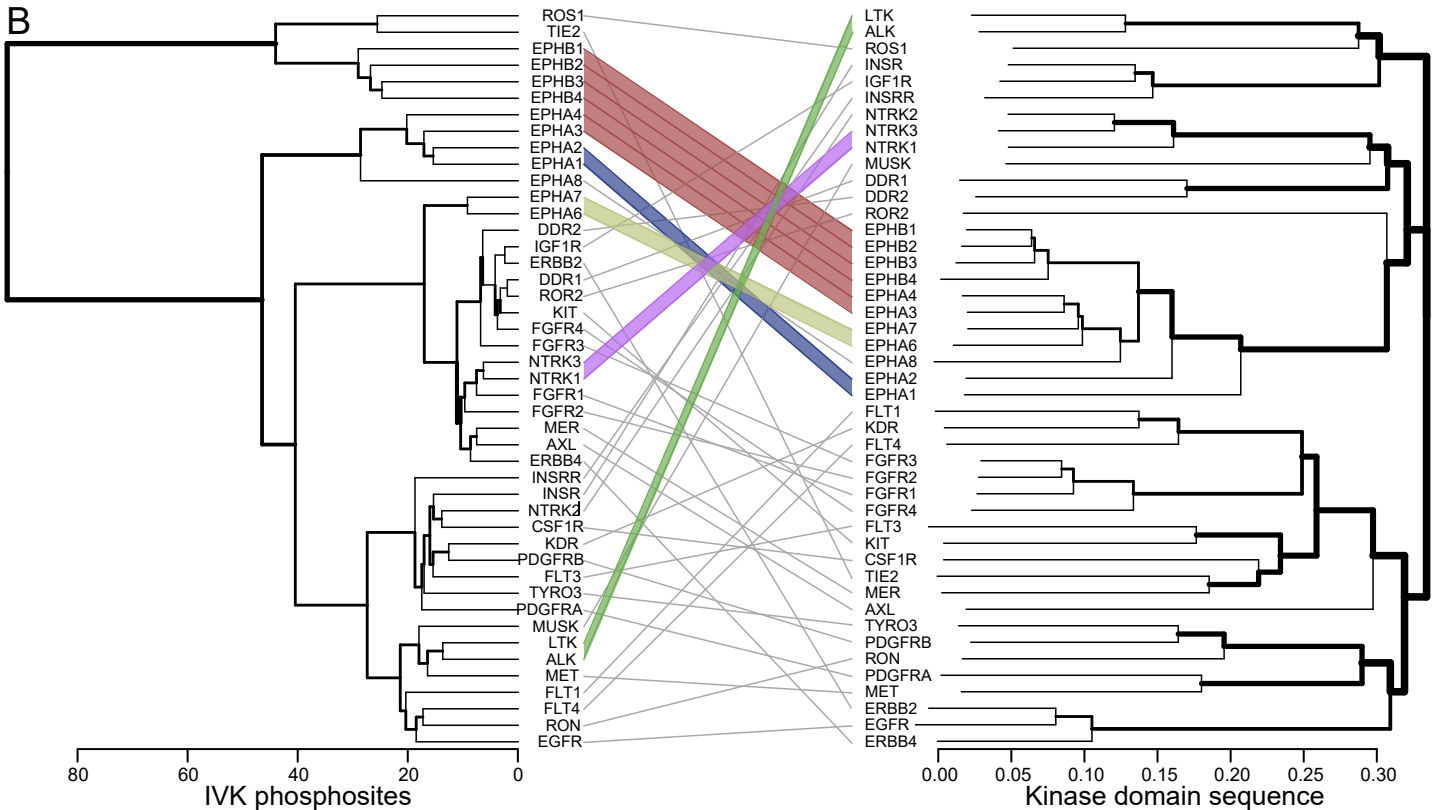 B
ROS1
TIE2
EPHB1
EPHB2
EPHB3
EPHB4
EPHA4
EPHA3
EPHA2
EPHA1
EPHA8
EPHA7
EPHA6
DDR2
IGF1R
ERBB2
DDR1
ROR2
KIT
FGFR4
FGFR3
NTRK3
NTRK1
FGFR1
FGFR2
MER
AXL
ERBB4
INSRR
INSR
NTRK2
CSF1R
KDR
PDGFRB
FLT3
TYRO3
PDGFRA
MUSK
LTK
ALK
MET
FLT1
FLT4
RON
EGFR
80 60 40 20 0
IVK phosphosites
LTK
ALK
ROS1
INSR
IGF1R
INSRR
NTRK2
NTRK3
NTRK1
MUSK
DDR1
DDR2
ROR2
EPHB1
EPHB2
EPHB3
EPHB4
EPHA4
EPHA3
EPHA7
EPHA6
EPHA8
EPHA2
EPHA1
FLT1
KDR
FLT4
FGFR3
FGFR2
FGFR1
FGFR4
FLT3
KIT
CSF1R
TIE2
MER
AXL
TYRO3
PDGFRB
RON
PDGFRA
MET
ERBB2
EGFR
ERBB4
0.00 0.05 0.10 0.15 0.20 0.25 0.30
Kinase domain sequence